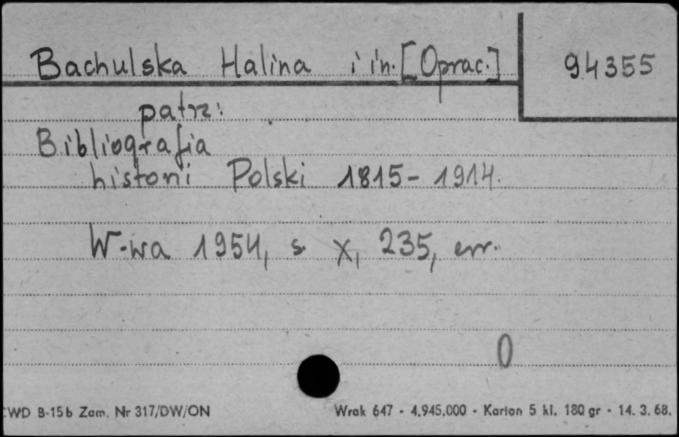 Bachulska Halina i in. [Oprac.] 94355
patrz:
Bibliografia
historii Polski 1815-1914.
W-wa 1954, s X, 235, err.
0
CWD B-15b Zam. Nr 317/DW/ON Wrak 647 - 4,945,000 - Karton 5 kl. 180 gr - 14. 3. 68.